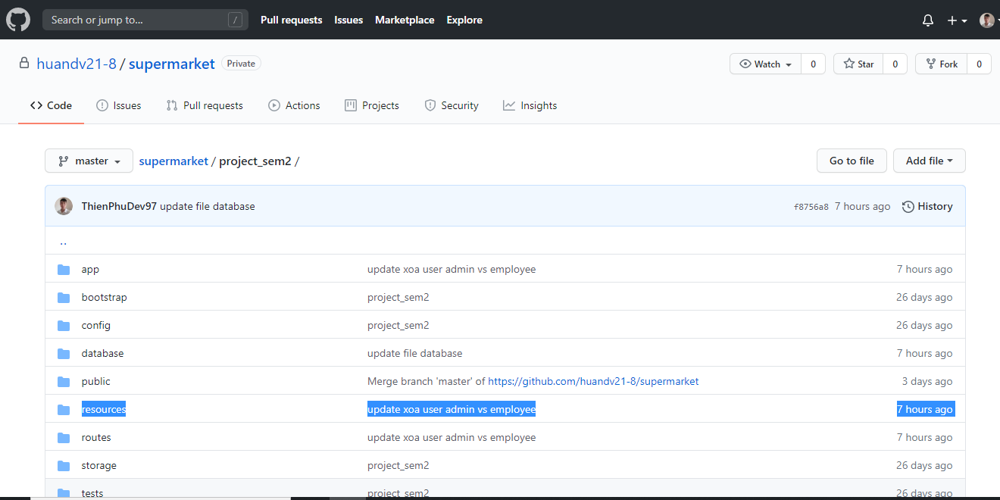 Search or jump to... / Pull requests Issues Marketplace Explore
huandv21-8 / supermarket Private Watch 0 Star 0 Fork 0
Code Issues Pull requests Actions Projects Security Insights
master supermarket / project_sem2 / Go to file Add file
ThienPhuDev97 update file database f8756a8 7 hours ago History
..
app update xoa user admin vs employee 7 hours ago
bootstrap project_sem2 26 days ago
config project_sem2 26 days ago
database update file database 7 hours ago
public Merge branch 'master' of https://github.com/huandv21-8/supermarket 3 days ago
resources update xoa user admin vs employee 7 hours ago
routes update xoa user admin vs employee 7 hours ago
storage project_sem2 26 days ago
tests project_sem2 26 days ago